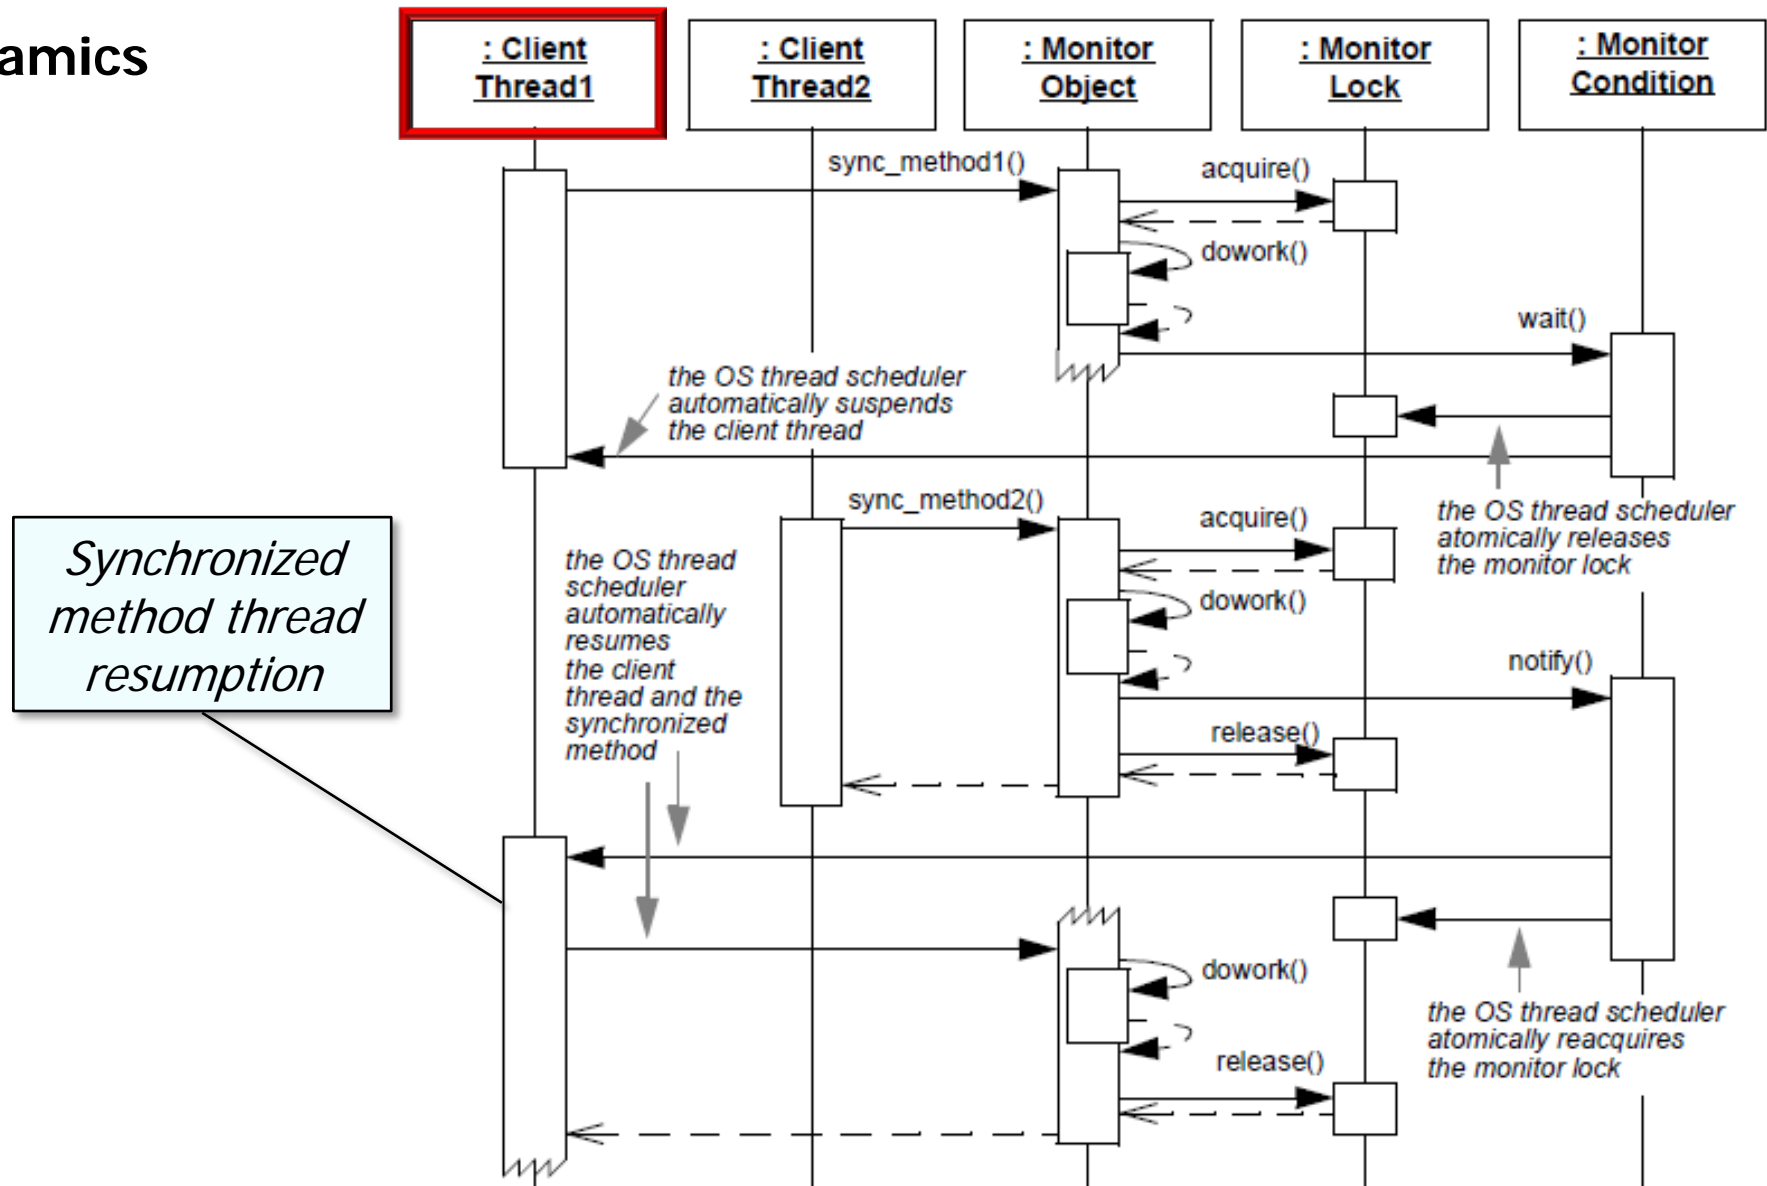 amics
: Client
Thread1
: Client
Thread2
: Monitor
Object
: Monitor
Lock
: Monitor
Condition
sync_method1()
acquire()
dowork()
wait()
the OS thread scheduler
automatically suspends
the client thread
sync_method2()
acquire()
the OS thread scheduler
atomically releases
the monitor lock
Synchronized
method thread
resumption
the OS thread
scheduler
automatically
resumes
the client
thread and the
synchronized
method
dowork()
notify()
release()
dowork()
the OS thread scheduler
atomically reacquires
the monitor lock
release()